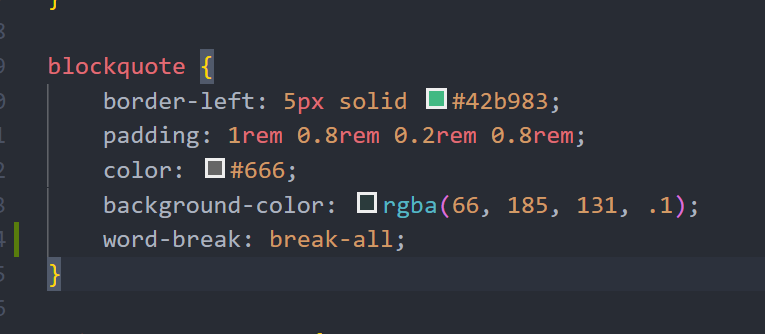 }
blockquote {
border-left: 5px solid #42b983;
padding: 1rem 0.8rem 0.2rem 0.8rem;
color: #666;
background-color: rgba(66, 185, 131, .1);
word-break: break-all;
}